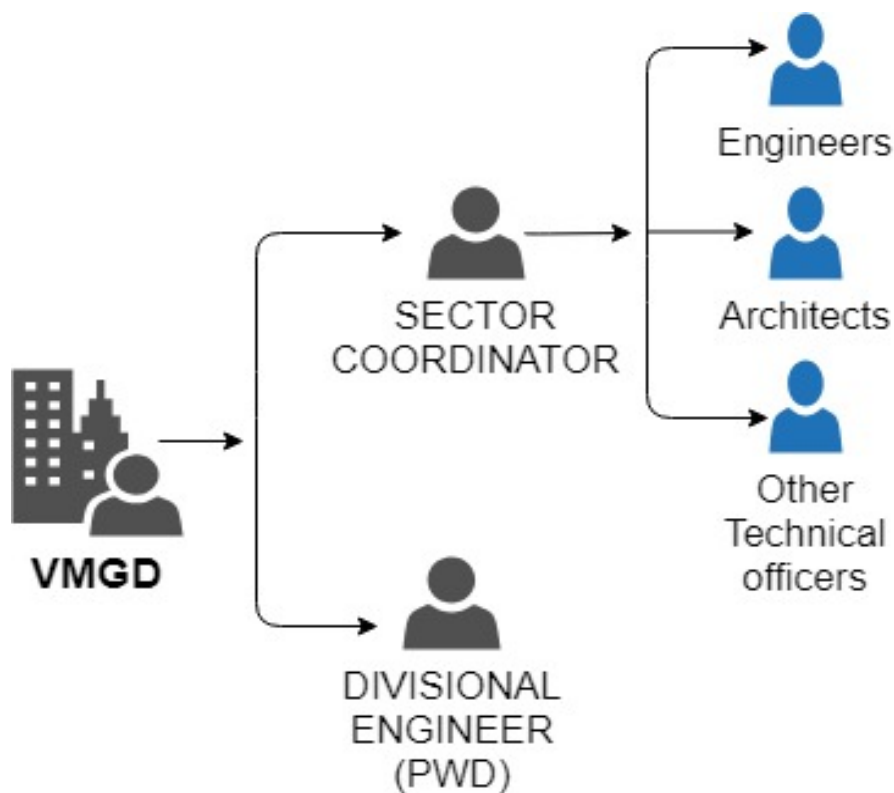 Engineers
SECTOR
COORDINATOR
Architects
VMGD
Other
Technical
officers
DIVISIONAL
ENGINEER
(PWD)